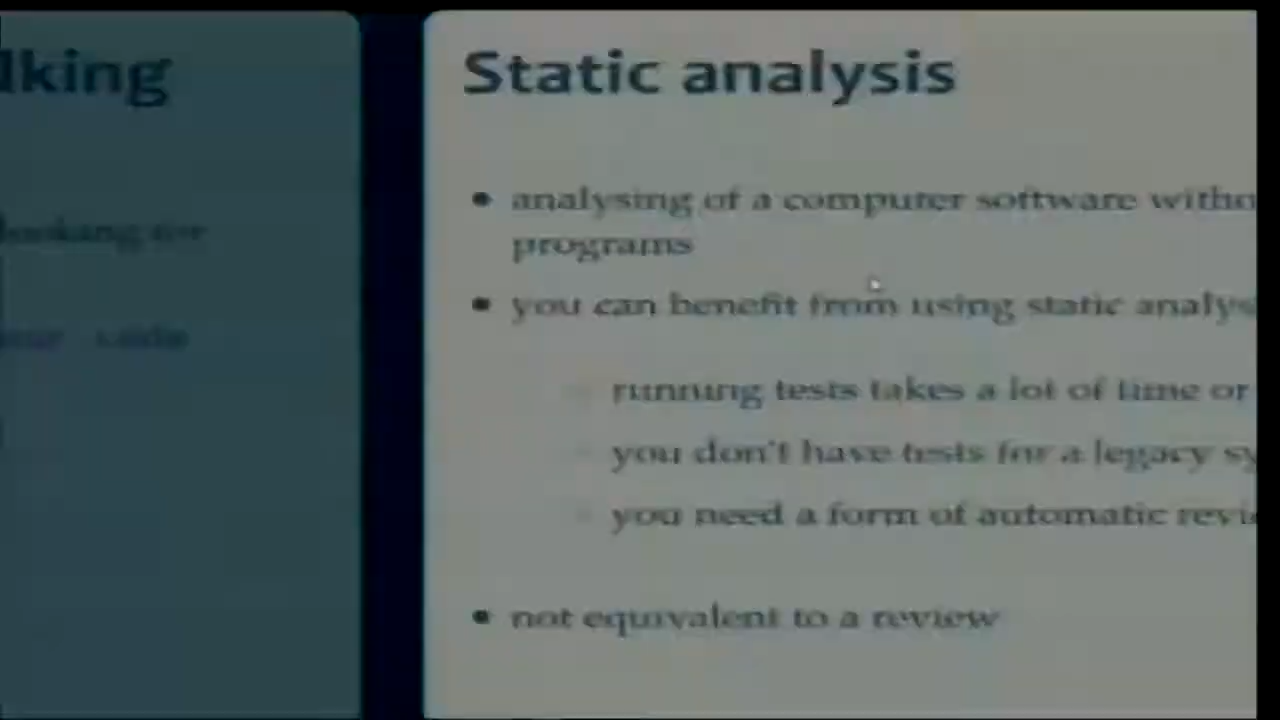 lking
Static analysis
analysing of a computer software witho
programs
you can benefit from using static analys
running tests takes a lot of time or
you don't have tests for a legacy sy
you need a form of automatic revi
not equivalent to a review